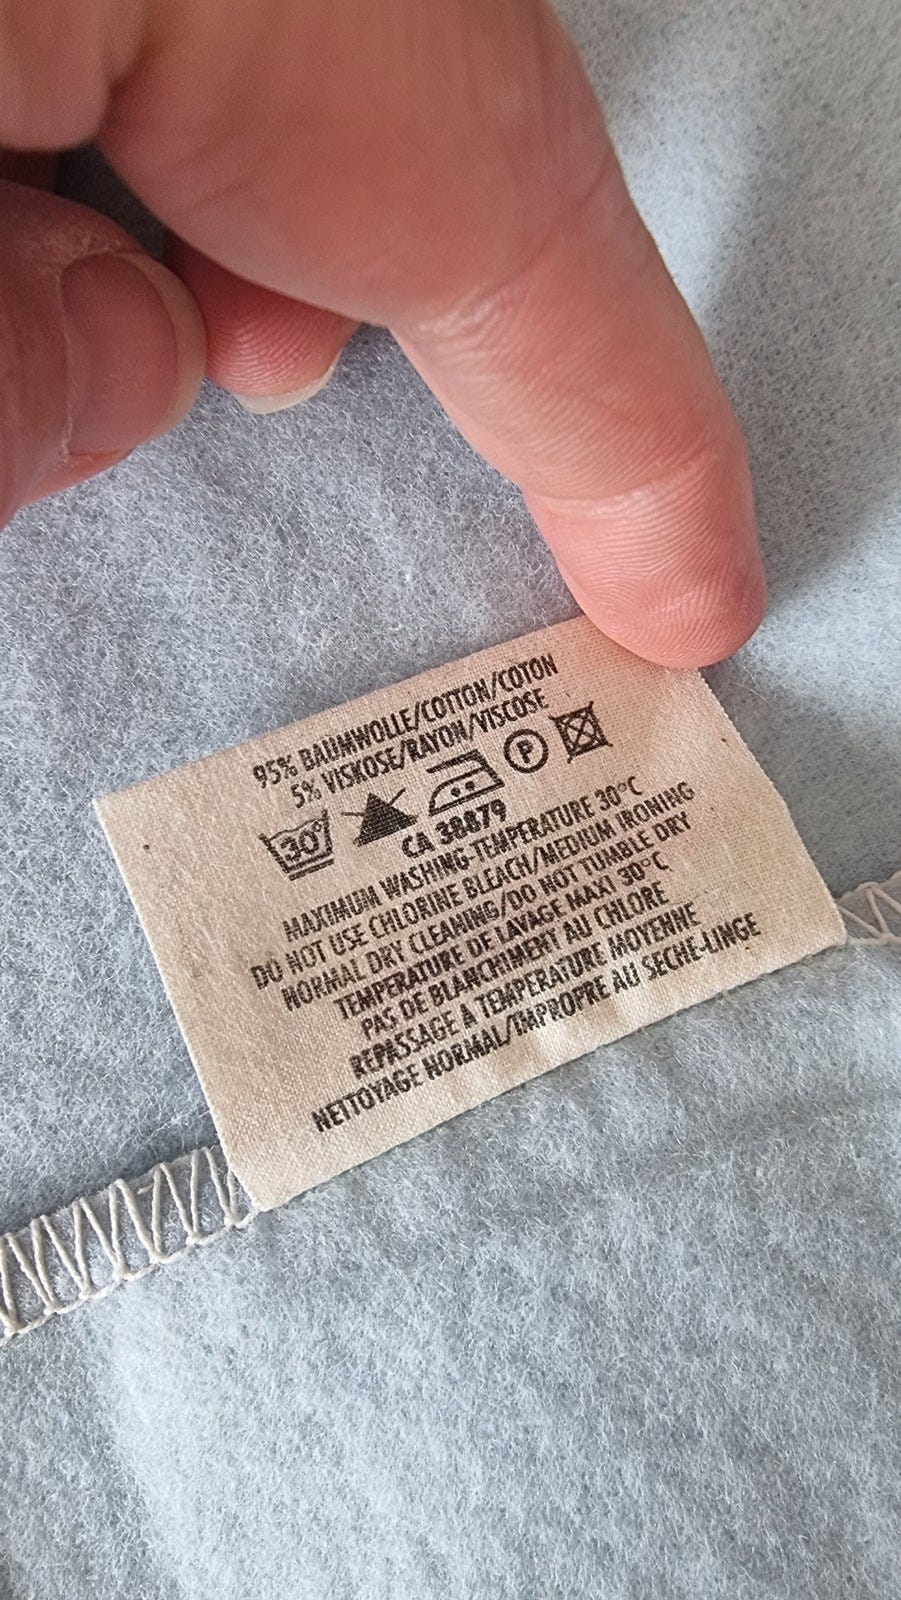 95% BAUMWOLLE/COTTON/COTON
5% VISKOSE/RAYON/VISCOSE
30° P
CA 38879
MAXIMUM WASHING-TEMPERATURE 30°C
DO NOT USE CHLORINE BLEACH/MEDIUM IRONING
NORMAL DRY CLEANING/DO NOT TUMBLE DRY
TEMPERATURE DE LAVAGE MAXI 30°C
PAS DE BLANCHIMENT AU CHLORE
REPASSAGE À TEMPERATURE MOYENNE
NETTOYAGE NORMAL/IMPROPRE AU SECHE-LINGE